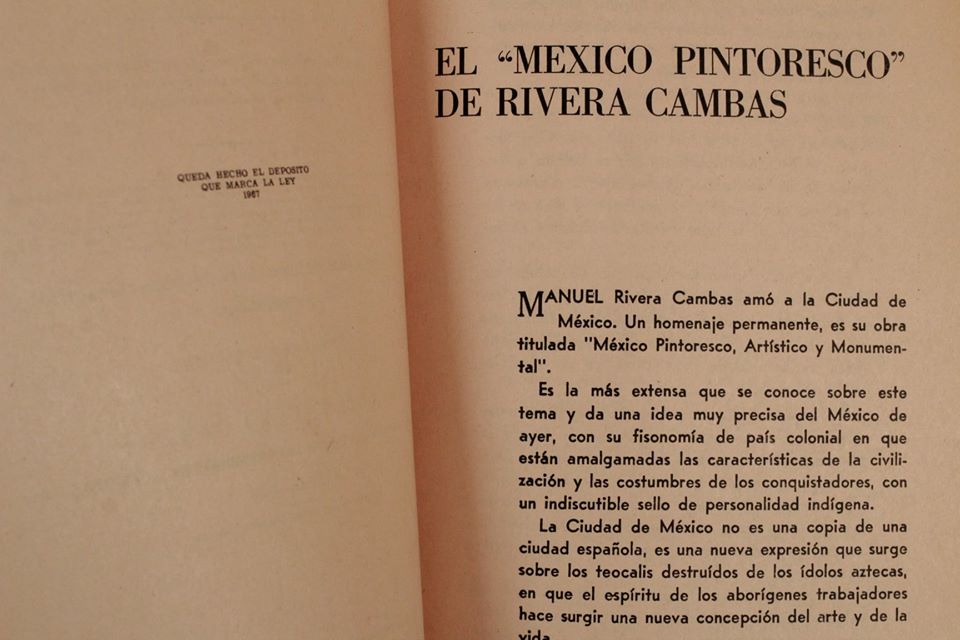 QUEDA HECHO EL DEPOSITO
QUE MARCA LA LEY
1967
EL “MEXICO PINTORESCO”
DE RIVERA CAMBAS
MANUEL Rivera Cambas amó a la Ciudad de
México. Un homenaje permanente, es su obra
titulada "México Pintoresco, Artístico y Monumen-
tal".
Es la más extensa que se conoce sobre este
tema y da una idea muy precisa del México de
ayer, con su fisonomía de país colonial en que
están amalgamadas las características de la civili-
zación y las costumbres de los conquistadores, con
un indiscutible sello de personalidad indígena.
La Ciudad de México no es una copia de una
ciudad española, es una nueva expresión que surge
sobre los teocalis destruídos de los ídolos aztecas,
en que el espíritu de los aborígenes trabajadores
hace surgir una nueva concepción del arte y de la
vida.